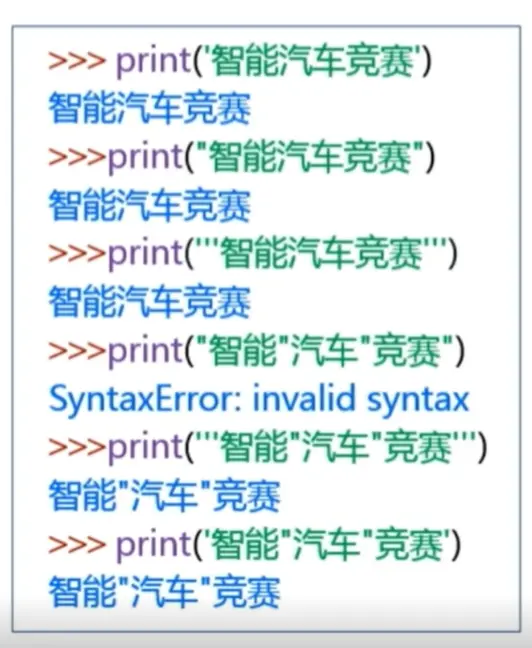 >>> print('智能汽车竞赛')
智能汽车竞赛
>>>print("智能汽车竞赛")
智能汽车竞赛
>>>print('''智能汽车竞赛''')
智能汽车竞赛
>>>print("智能"汽车"竞赛")
SyntaxError: invalid syntax
>>>print('''智能"汽车"竞赛''')
智能"汽车"竞赛
>>> print('智能"汽车"竞赛')
智能"汽车"竞赛